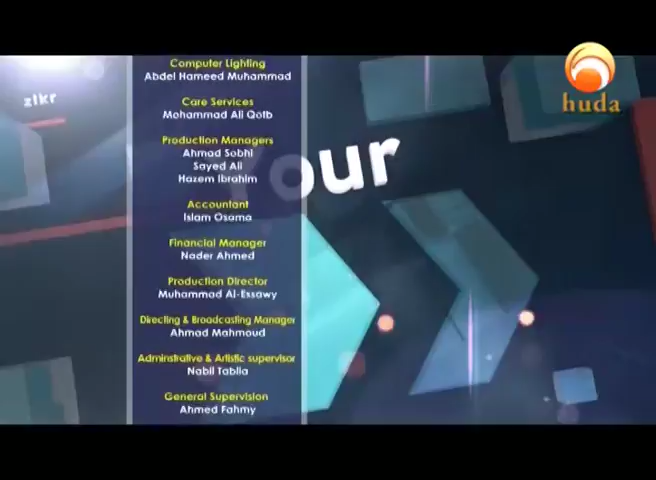 Computer Lighting
Abdel Hameed Muhammad
Care Services
Mohammad Ali Qotb
Production Managers
Ahmad Sobhi
Sayed Ali
Hazem Ibrahim
Accountant
Islam Osama
Financial Manager
Nader Ahmed
Production Director
Muhammad Al-Essawy
Directing & Broadcasting Manager
Ahmad Mahmoud
Adminstrative & Artistic supervisor
Nabil Tablia
General Supervision
Ahmed Fahmy
zikr
Your
huda